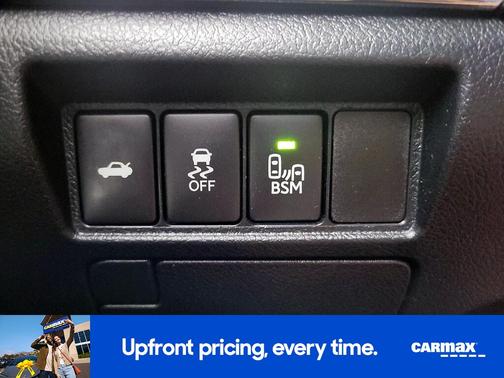 OFF
BSM
Upfront pricing, every time.
CARMAX